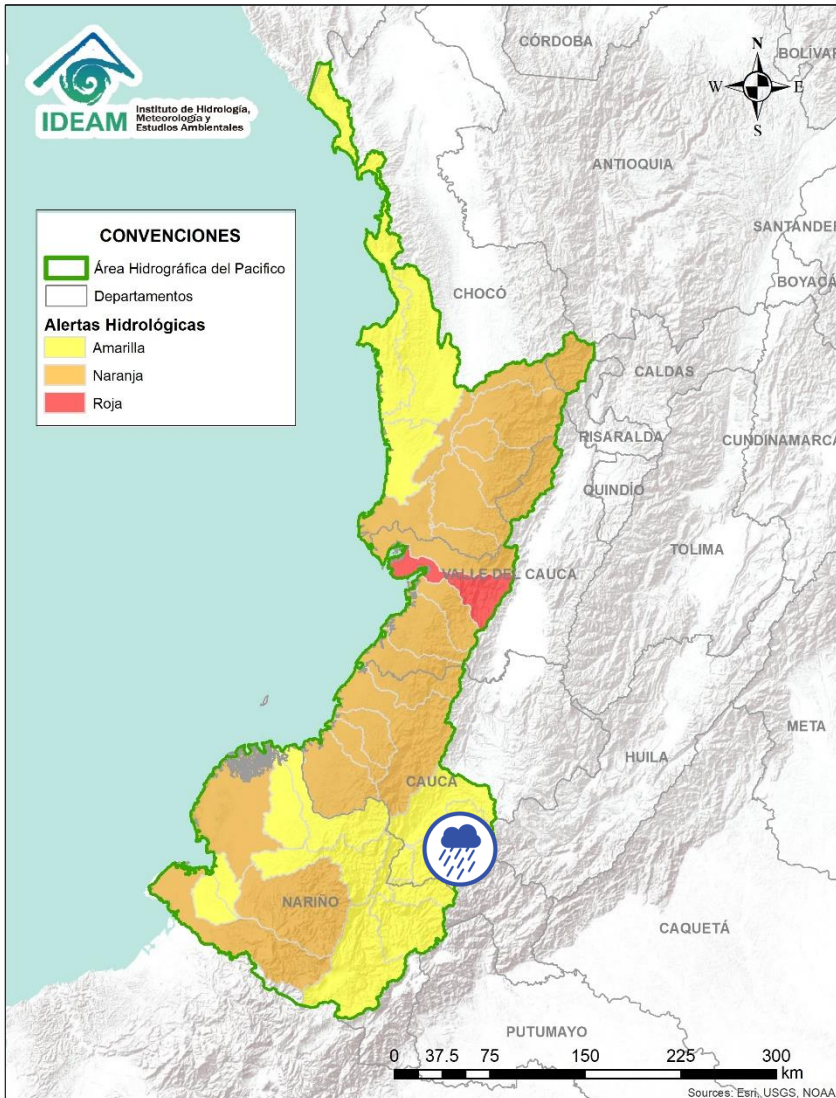 IDEAM
Instituto de Hidrología,
Meteorología y
Estudios Ambientales
N
W
E
S
CÓRDOBA
BOLÍVAR
ANTIOQUIA
SANTANDER
BOYACÁ
CHOCÓ
CALDAS
RISARALDA
CUNDINAMARCA
QUINDÍO
TOLIMA
VALLE DEL CAUCA
META
HUILA
CAUCA
NARIÑO
CAQUETÁ
PUTUMAYO
CONVENCIONES
Área Hidrográfica del Pacifico
Departamentos
Alertas Hidrológicas
Amarilla
Naranja
Roja
0 37.5 75 150 225 300
km
Sources: Esri, USGS, NOAA